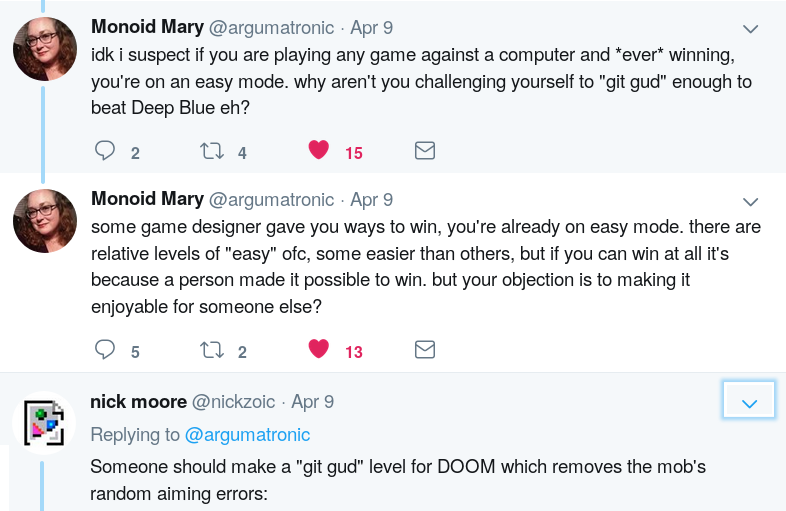 Monoid Mary @argumatronic · Apr 9
idk i suspect if you are playing any game against a computer and *ever* winning,
you're on an easy mode. why aren't you challenging yourself to "git gud" enough to
beat Deep Blue eh?
2 4 15
Monoid Mary @argumatronic · Apr 9
some game designer gave you ways to win, you're already on easy mode. there are
relative levels of "easy" ofc, some easier than others, but if you can win at all it's
because a person made it possible to win. but your objection is to making it
enjoyable for someone else?
5 2 13
nick moore @nickzoic · Apr 9
Replying to @argumatronic
Someone should make a "git gud" level for DOOM which removes the mob's
random aiming errors: